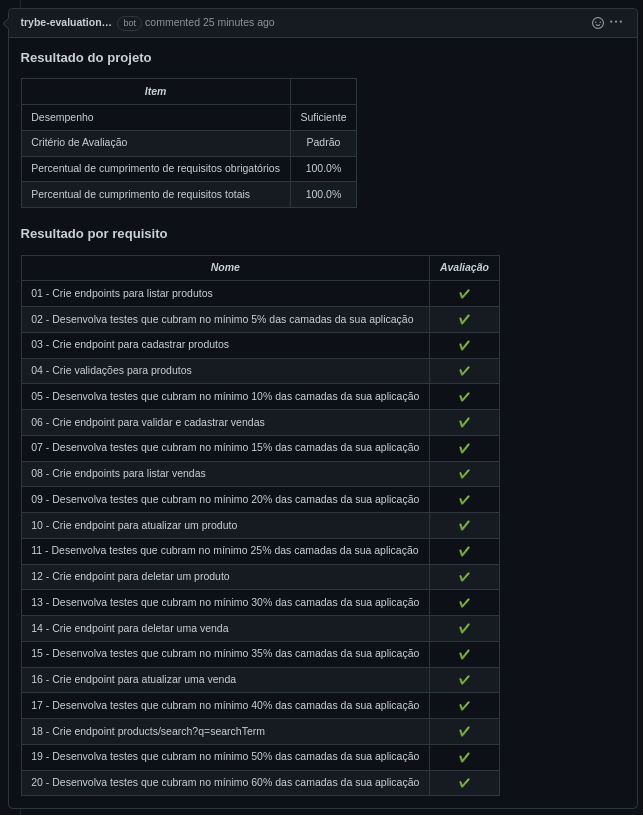 trybe-evaluation... bot commented 25 minutes ago
Resultado do projeto
Item
Desempenho Suficiente
Critério de Avaliação Padrão
Percentual de cumprimento de requisitos obrigatórios 100.0%
Percentual de cumprimento de requisitos totais 100.0%
Resultado por requisito
Nome Avaliação
01 - Crie endpoints para listar produtos ✔
02 - Desenvolva testes que cubram no mínimo 5% das camadas da sua aplicação ✔
03 - Crie endpoint para cadastrar produtos ✔
04 - Crie validações para produtos ✔
05 - Desenvolva testes que cubram no mínimo 10% das camadas da sua aplicação ✔
06 - Crie endpoint para validar e cadastrar vendas ✔
07 - Desenvolva testes que cubram no mínimo 15% das camadas da sua aplicação ✔
08 - Crie endpoints para listar vendas ✔
09 - Desenvolva testes que cubram no mínimo 20% das camadas da sua aplicação ✔
10 - Crie endpoint para atualizar um produto ✔
11 - Desenvolva testes que cubram no mínimo 25% das camadas da sua aplicação ✔
12 - Crie endpoint para deletar um produto ✔
13 - Desenvolva testes que cubram no mínimo 30% das camadas da sua aplicação ✔
14 - Crie endpoint para deletar uma venda ✔
15 - Desenvolva testes que cubram no mínimo 35% das camadas da sua aplicação ✔
16 - Crie endpoint para atualizar uma venda ✔
17 - Desenvolva testes que cubram no mínimo 40% das camadas da sua aplicação ✔
18 - Crie endpoint products/search?q=searchTerm ✔
19 - Desenvolva testes que cubram no mínimo 50% das camadas da sua aplicação ✔
20 - Desenvolva testes que cubram no mínimo 60% das camadas da sua aplicação ✔